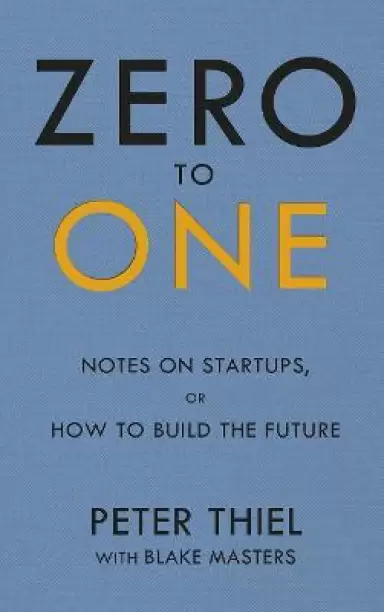 ZERO
TO
ONE
NOTES ON STARTUPS,
OR
HOW TO BUILD THE FUTURE
PETER THIEL
WITH BLAKE MASTERS